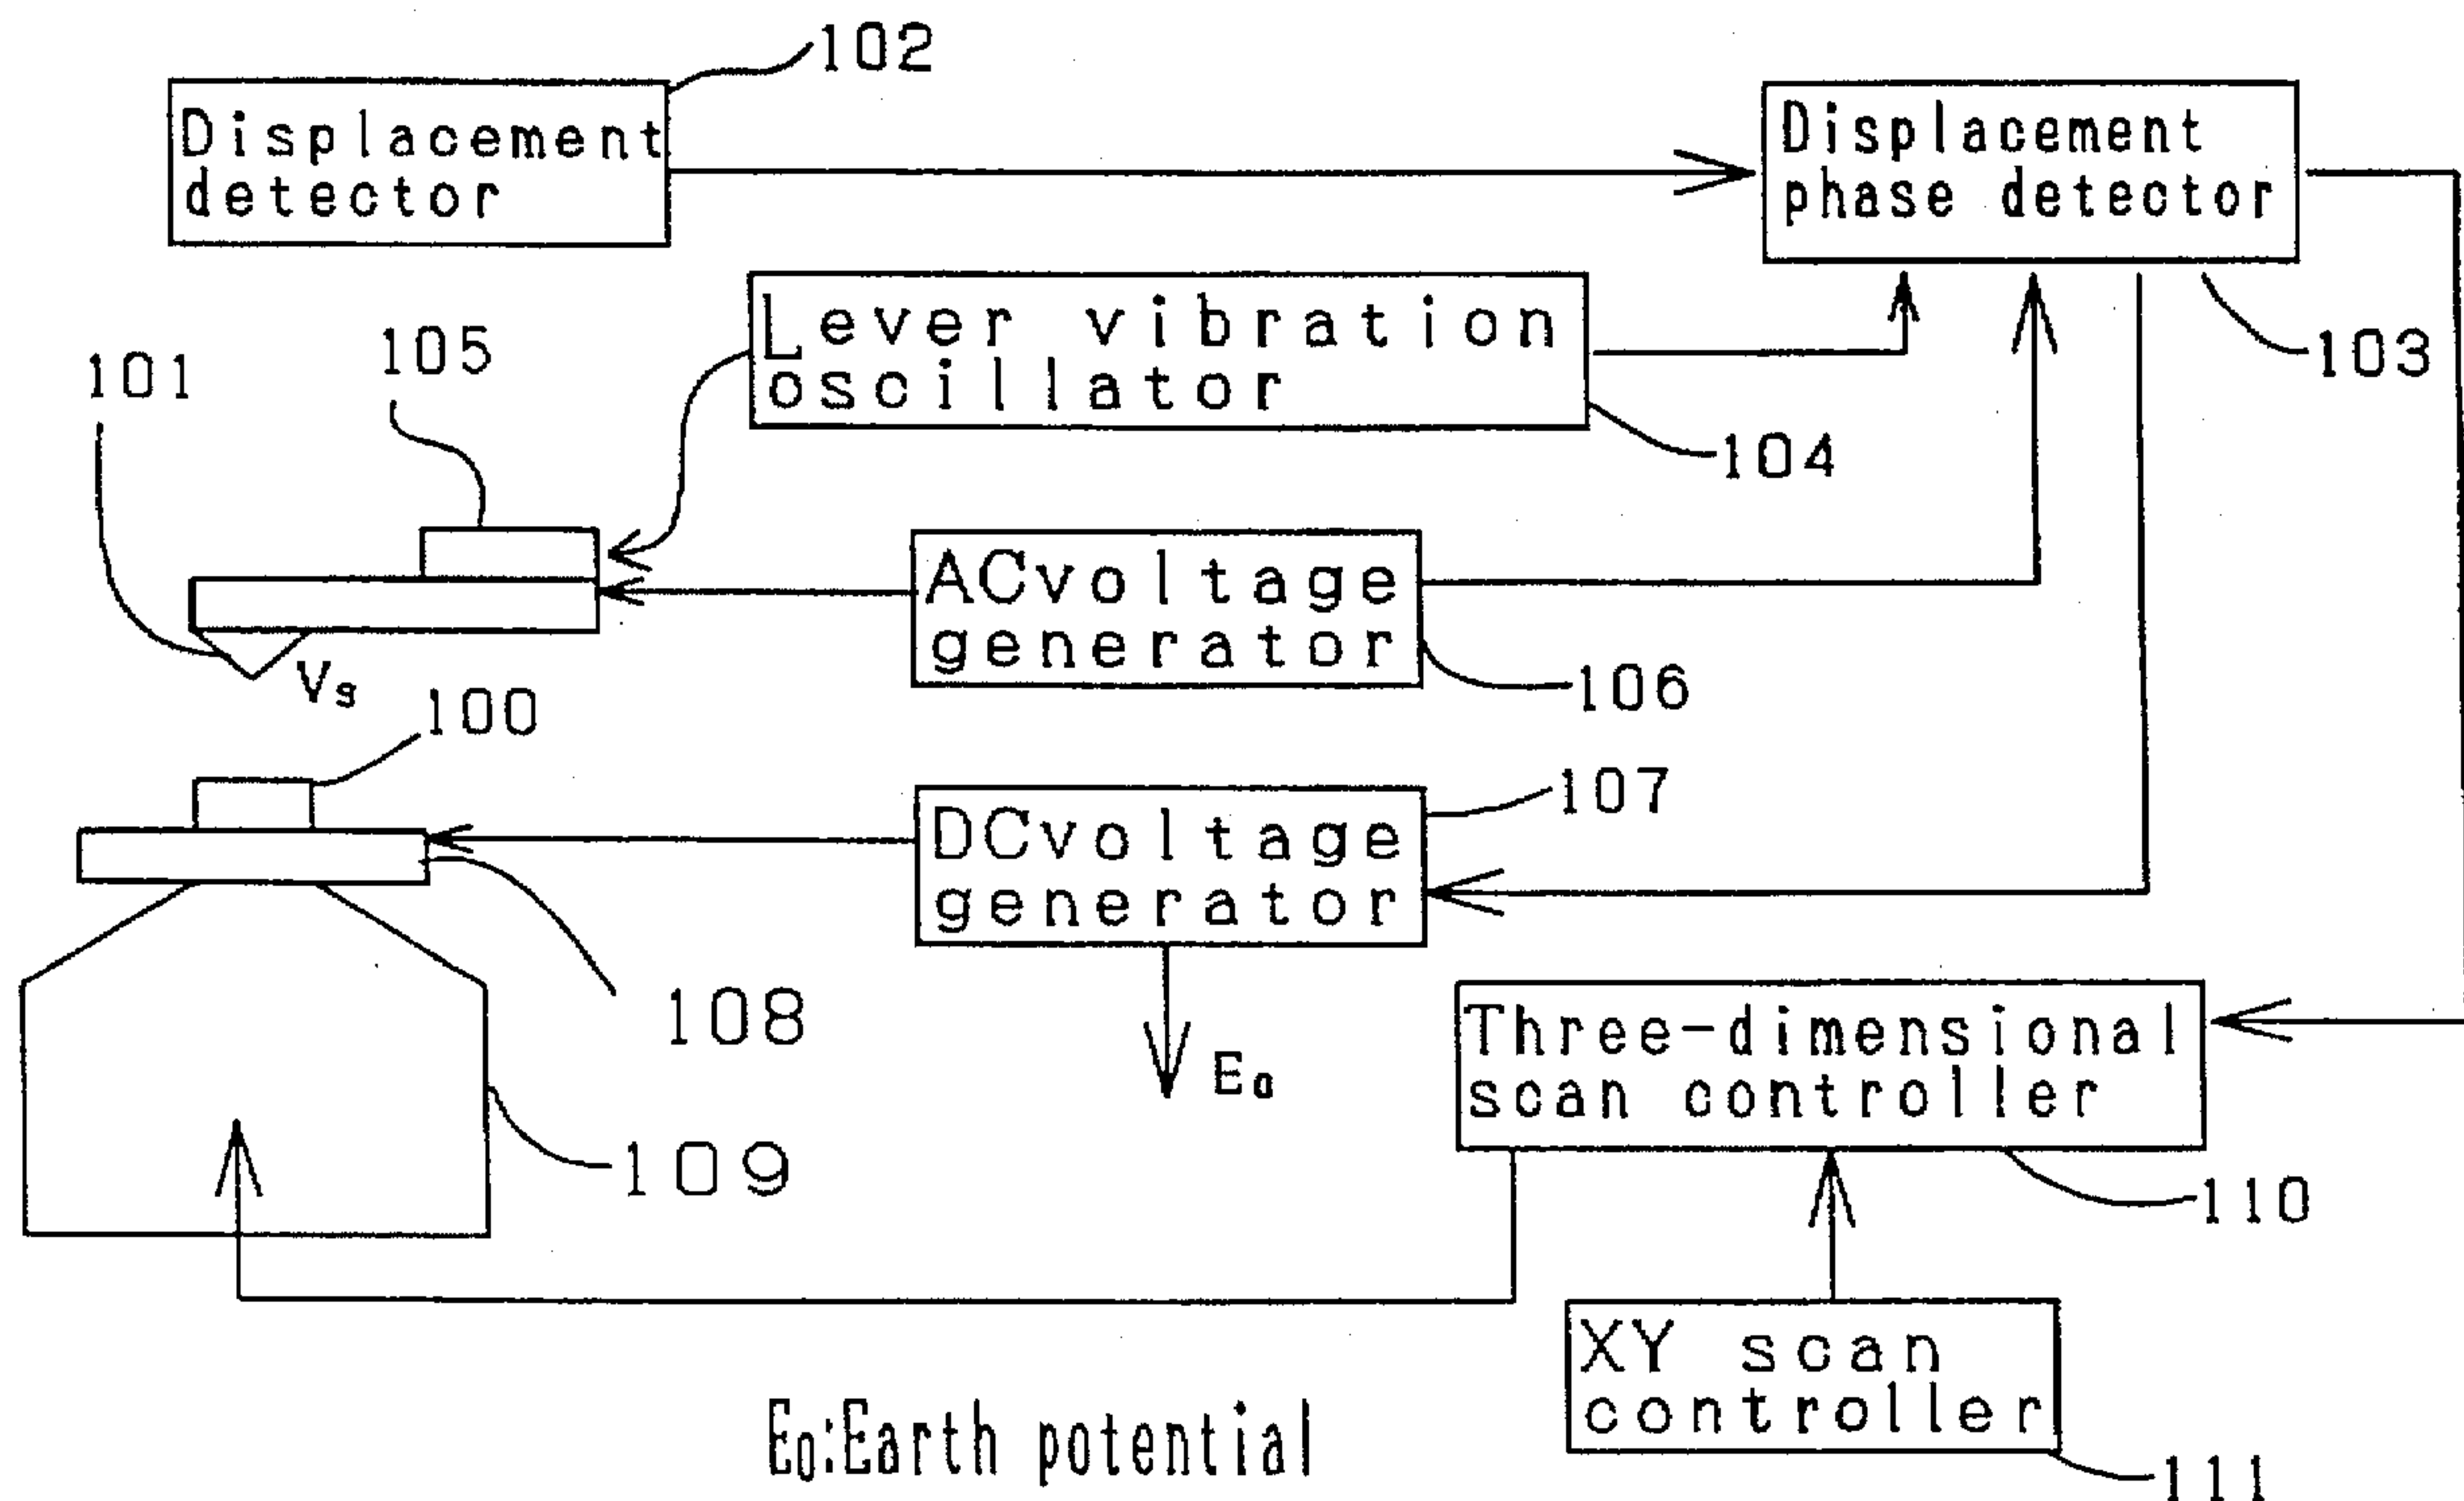 102
Displacement
detector
Displacement
phase detector
103
Lever vibration
oscillator
104
105
101
ACvoltage
generator
106
Vs
100
107
DCvoltage
generator
108
E0
Three-dimensional
scan controller
109
110
XY scan
controller
111
E0:Earth potential